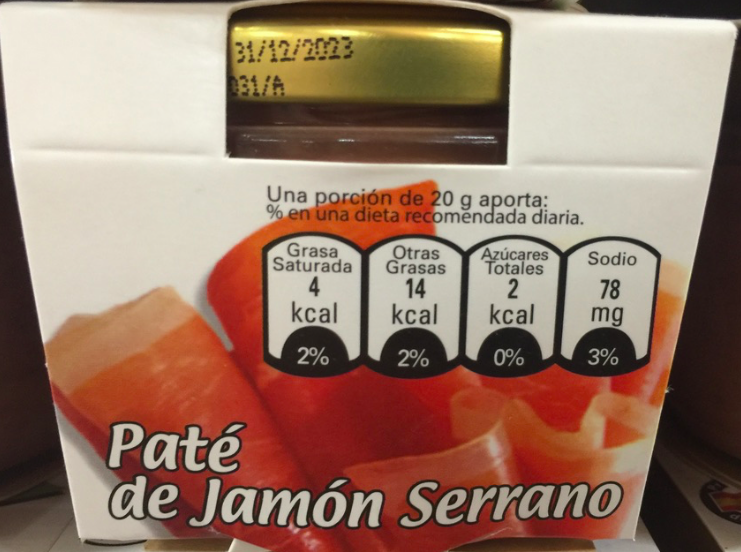 31/12/2023
031/A
Una porción de 20 g aporta:
% en una dieta recomendada diaria.
Grasa Saturada 4 kcal 2%
Otras Grasas 14 kcal 2%
Azúcares Totales 2 kcal 0%
Sodio 78 mg 3%
Paté
de Jamón Serrano